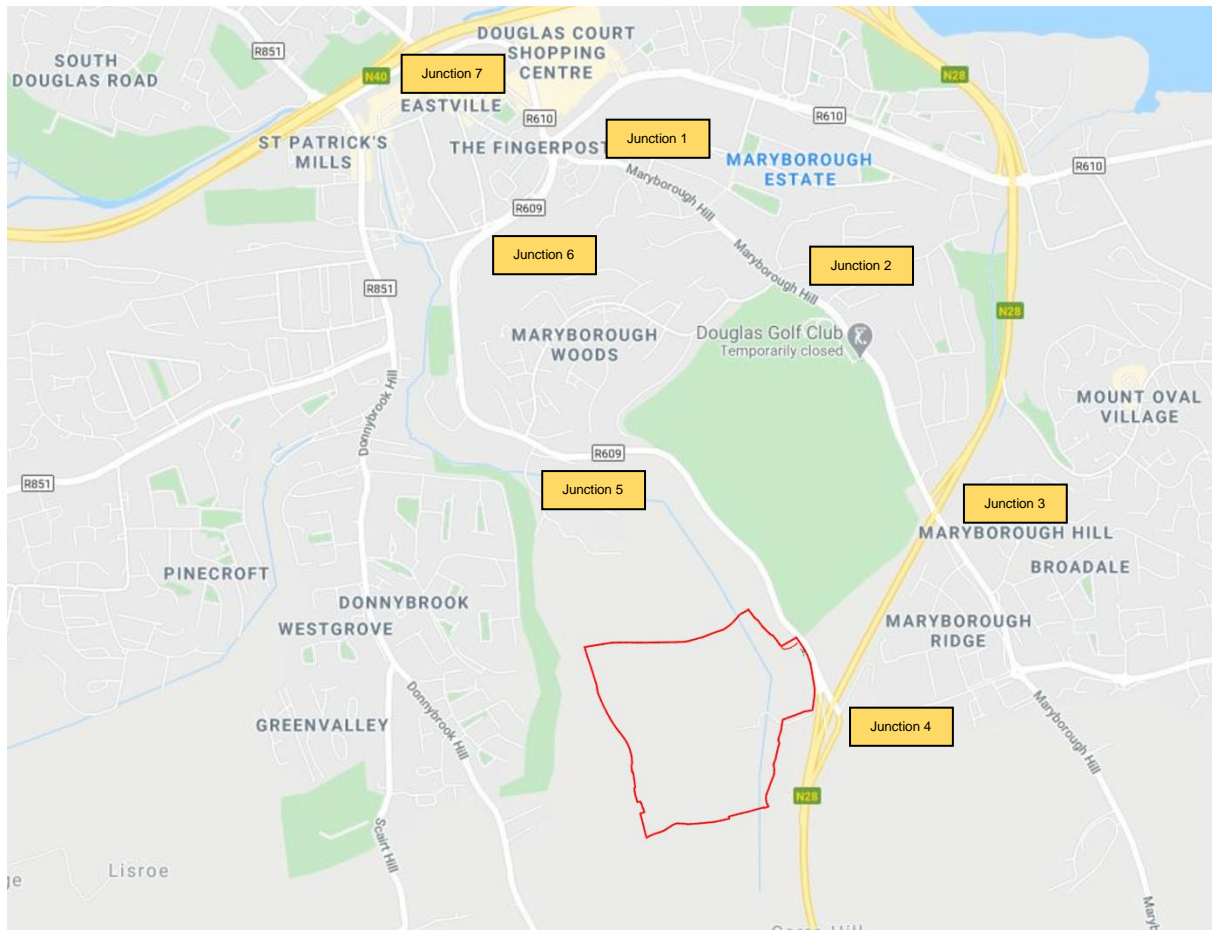 DOUGLAS COURT
SHOPPING
CENTRE
R851
SOUTH
DOUGLAS ROAD
Junction 7
N40
N28
EASTVILLE
R610
R610
ST PATRICK'S
MILLS
THE FINGERPOST
Junction 1
MARYBOROUGH
ESTATE
R610
Maryborough Hill
R609
Junction 6
Maryborough Hill
Junction 2
R851
N28
MARYBOROUGH
WOODS
Douglas Golf Club
Temporarily closed
MOUNT OVAL
VILLAGE
Donnybrook Hill
R609
R851
Junction 5
Junction 3
MARYBOROUGH HILL
BROADALE
PINECROFT
DONNYBROOK
WESTGROVE
MARYBOROUGH
RIDGE
GREENVALLEY
Donnybrook Hill
Junction 4
Maryborough Hill
N28
Scairt Hill
Lisroe
ge